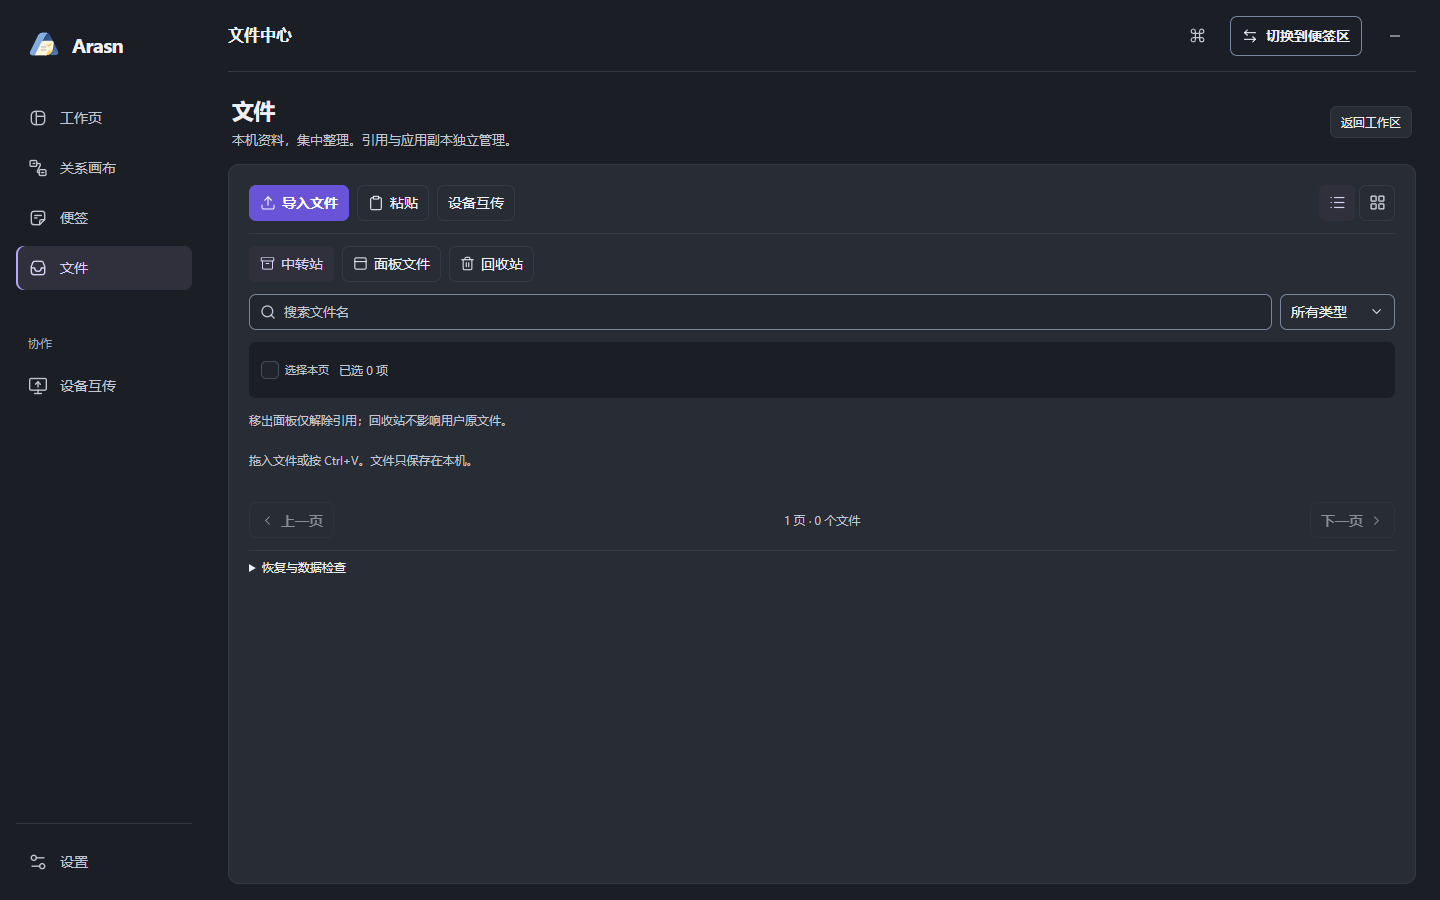 Arasn
文件中心
切换到便签区
工作页
关系画布
便签
文件
协作
设备互传
设置
文件
本机资料，集中整理。引用与应用副本独立管理。
返回工作区
导入文件 粘贴 设备互传
中转站 面板文件 回收站
搜索文件名 所有类型
选择本页 已选 0 项
移出面板仅解除引用；回收站不影响用户原文件。
拖入文件或按 Ctrl+V。文件只保存在本机。
上一页 1 页 · 0 个文件 下一页
恢复与数据检查